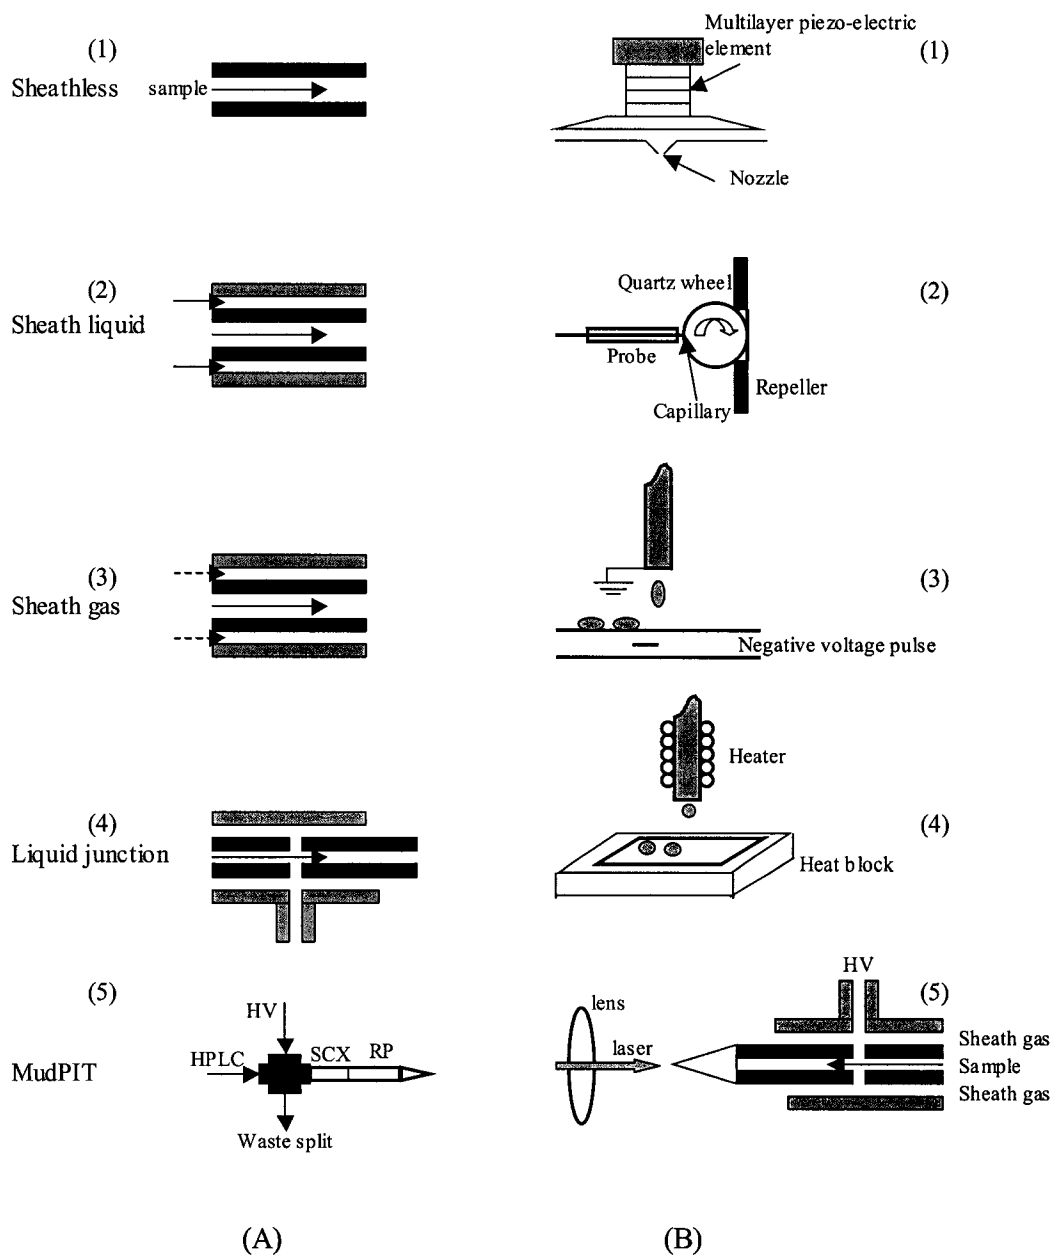 (1)
Sheathless
sample
(2)
Sheath liquid
(3)
Sheath gas
(4)
Liquid junction
(5)
MudPIT
HV
HPLC
SCX
RP
Waste split
(A)
Multilayer piezo-electric
element
(1)
Nozzle
Quartz wheel
(2)
Probe
Repeller
Capillary
(3)
Negative voltage pulse
Heater
(4)
Heat block
HV
(5)
lens
laser
Sheath gas
Sample
Sheath gas
(B)